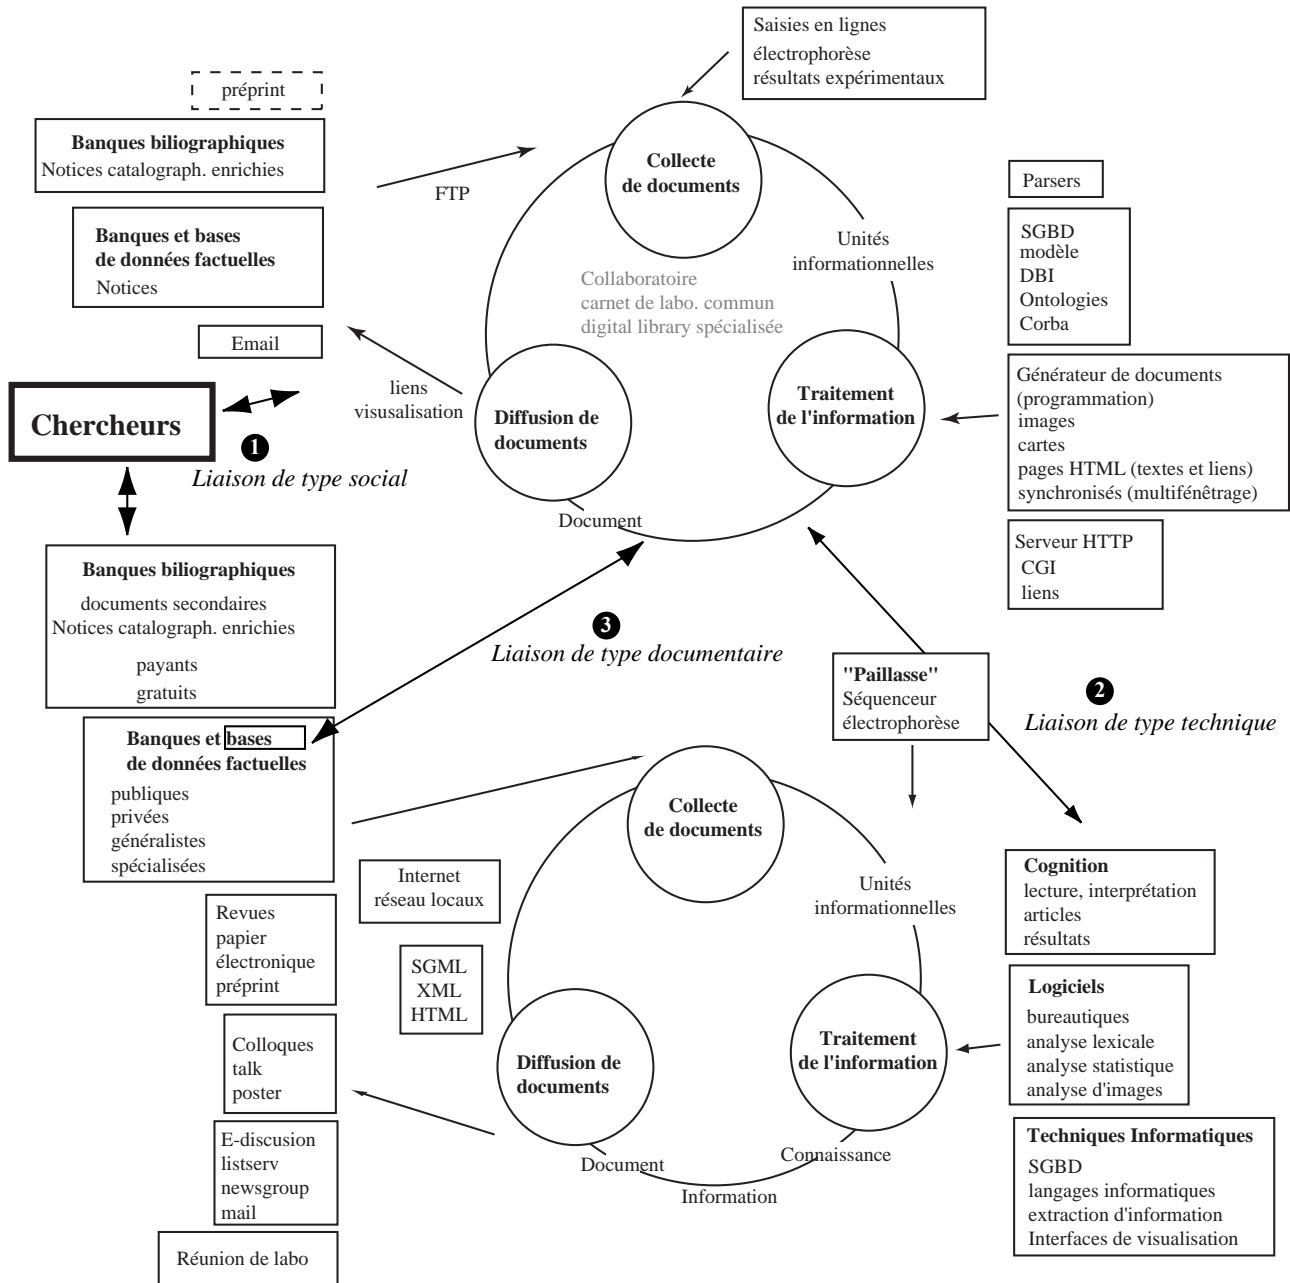 Saisies en lignes
électrophorèse
résultats expérimentaux
préprint
Banques biliographiques
Notices catalograph. enrichies
FTP
Collecte
de documents
Parsers
Banques et bases
de données factuelles
Notices
Unités
informationnelles
SGBD
modèle
DBI
Ontologies
Corba
Collaboratoire
carnet de labo. commun
digital library spécialisée
Email
liens
visusalisation
Chercheurs
1
Liaison de type social
Diffusion de
documents
Traitement
de l'information
Générateur de documents
(programmation)
images
cartes
pages HTML (textes et liens)
synchronisés (multifénêtrage)
Document
Serveur HTTP
CGI
liens
Banques biliographiques
documents secondaires
Notices catalograph. enrichies
payants
gratuits
3
Liaison de type documentaire
"Paillasse"
Séquenceur
électrophorèse
2
Liaison de type technique
Banques et bases
de données factuelles
publiques
privées
généralistes
spécialisées
Collecte
de documents
Internet
réseau locaux
Unités
informationnelles
Cognition
lecture, interprétation
articles
résultats
Revues
papier
électronique
préprint
SGML
XML
HTML
Logiciels
bureautiques
analyse lexicale
analyse statistique
analyse d'images
Colloques
talk
poster
Diffusion de
documents
Traitement
de l'information
E-discusion
listserv
newsgroup
mail
Document
Information
Connaissance
Techniques Informatiques
SGBD
langages informatiques
extraction d'information
Interfaces de visualisation
Réunion de labo